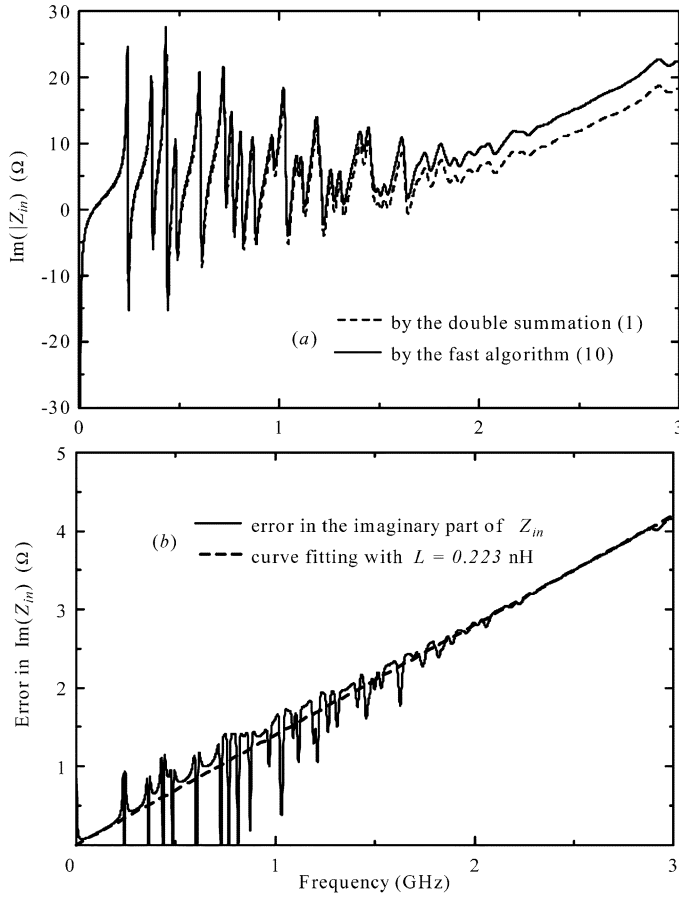 30
20
10
0
-10
-20
-30
Im(|Z_in) (Ω)
(a)
by the double summation (1)
by the fast algorithm (10)
0 1 2 3
5
4
3
2
1
Error in Im(Z_in) (Ω)
(b)
error in the imaginary part of Z_in
curve fitting with L = 0.223 nH
0 1 2 3
Frequency (GHz)